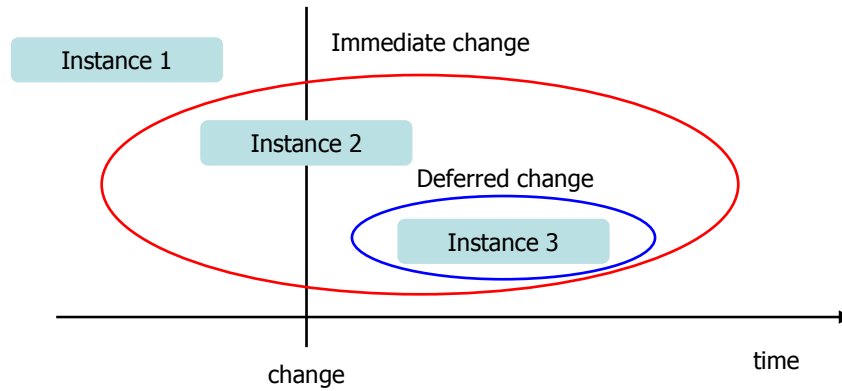 Immediate change
Instance 1
Instance 2
Deferred change
Instance 3
time
change